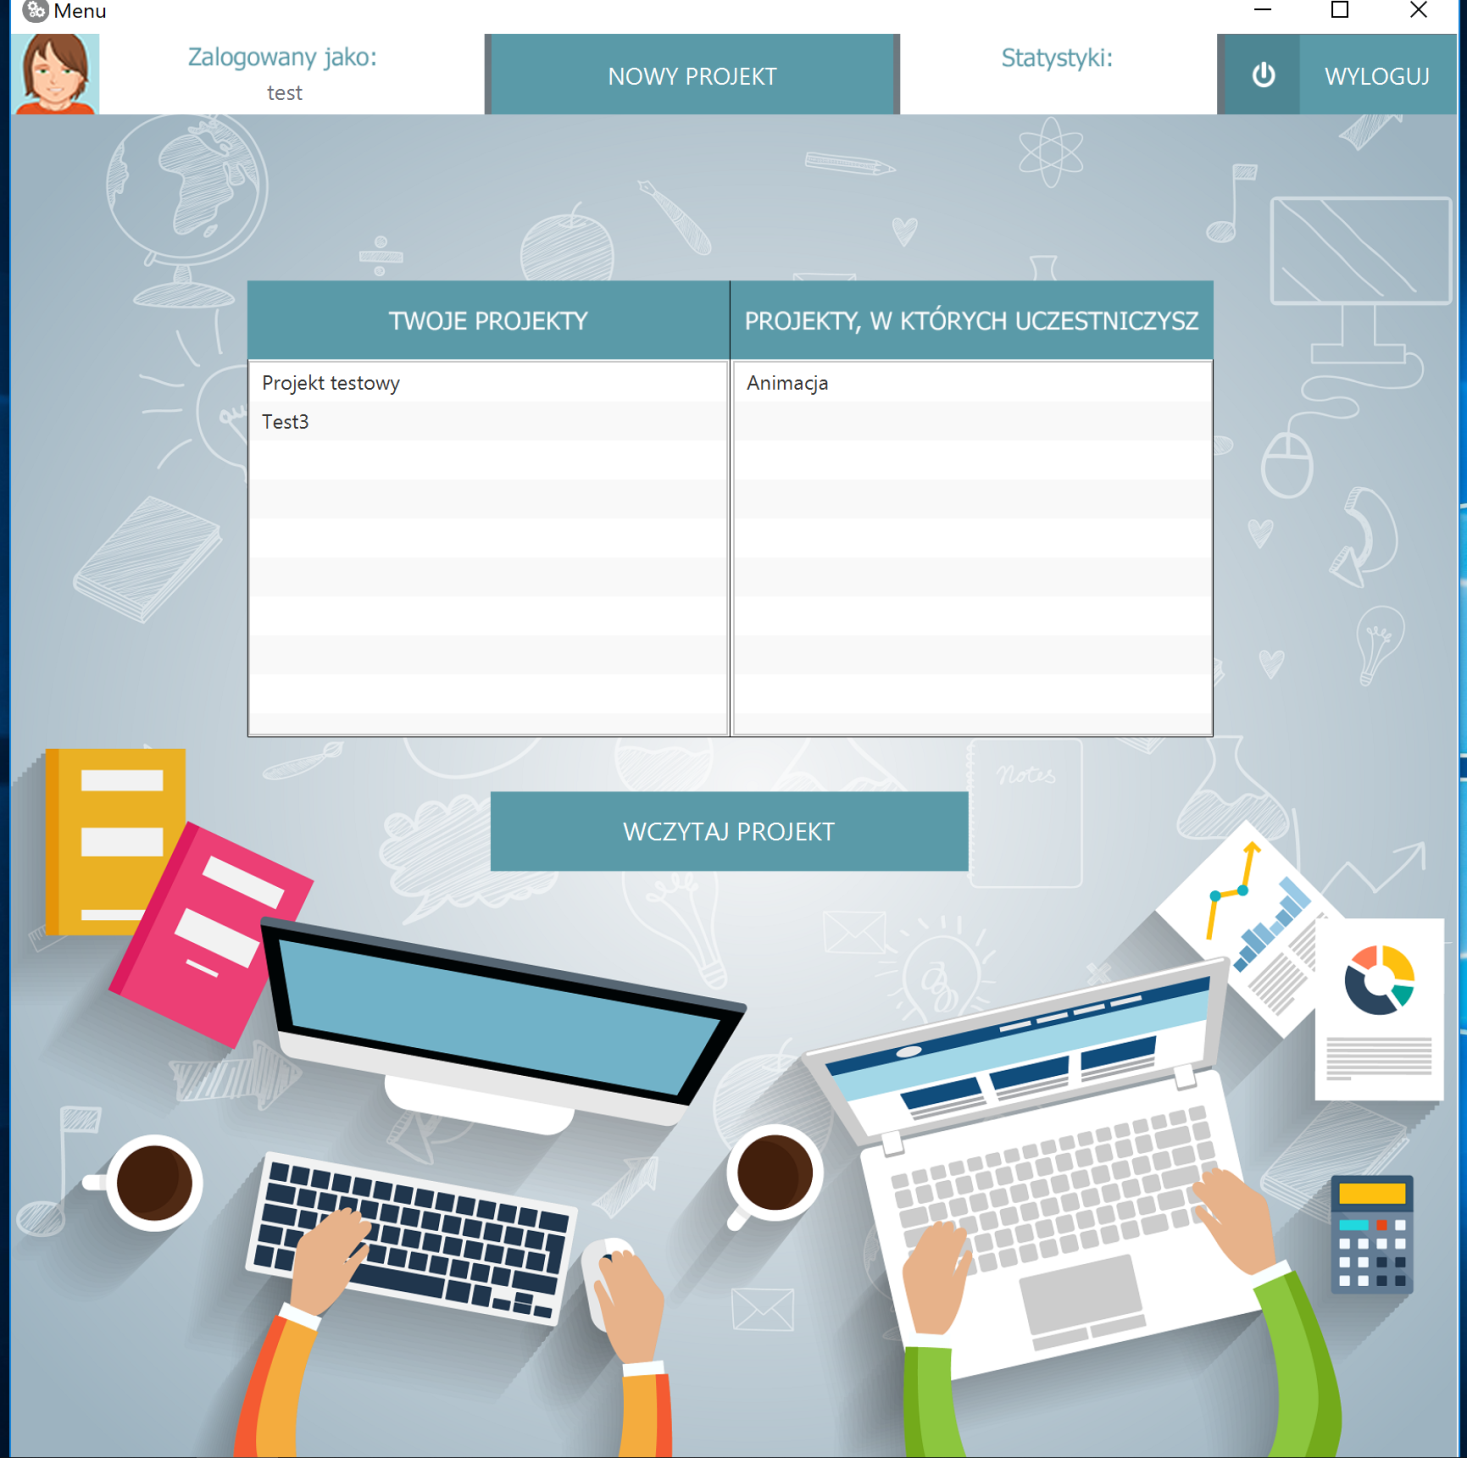 Menu
Zalogowany jako:
test
NOWY PROJEKT
Statystyki:
WYLOGUJ
TWOJE PROJEKTY
PROJEKTY, W KTÓRYCH UCZESTNICZYSZ
Projekt testowy
Animacja
Test3
notes
WCZYTAJ PROJEKT